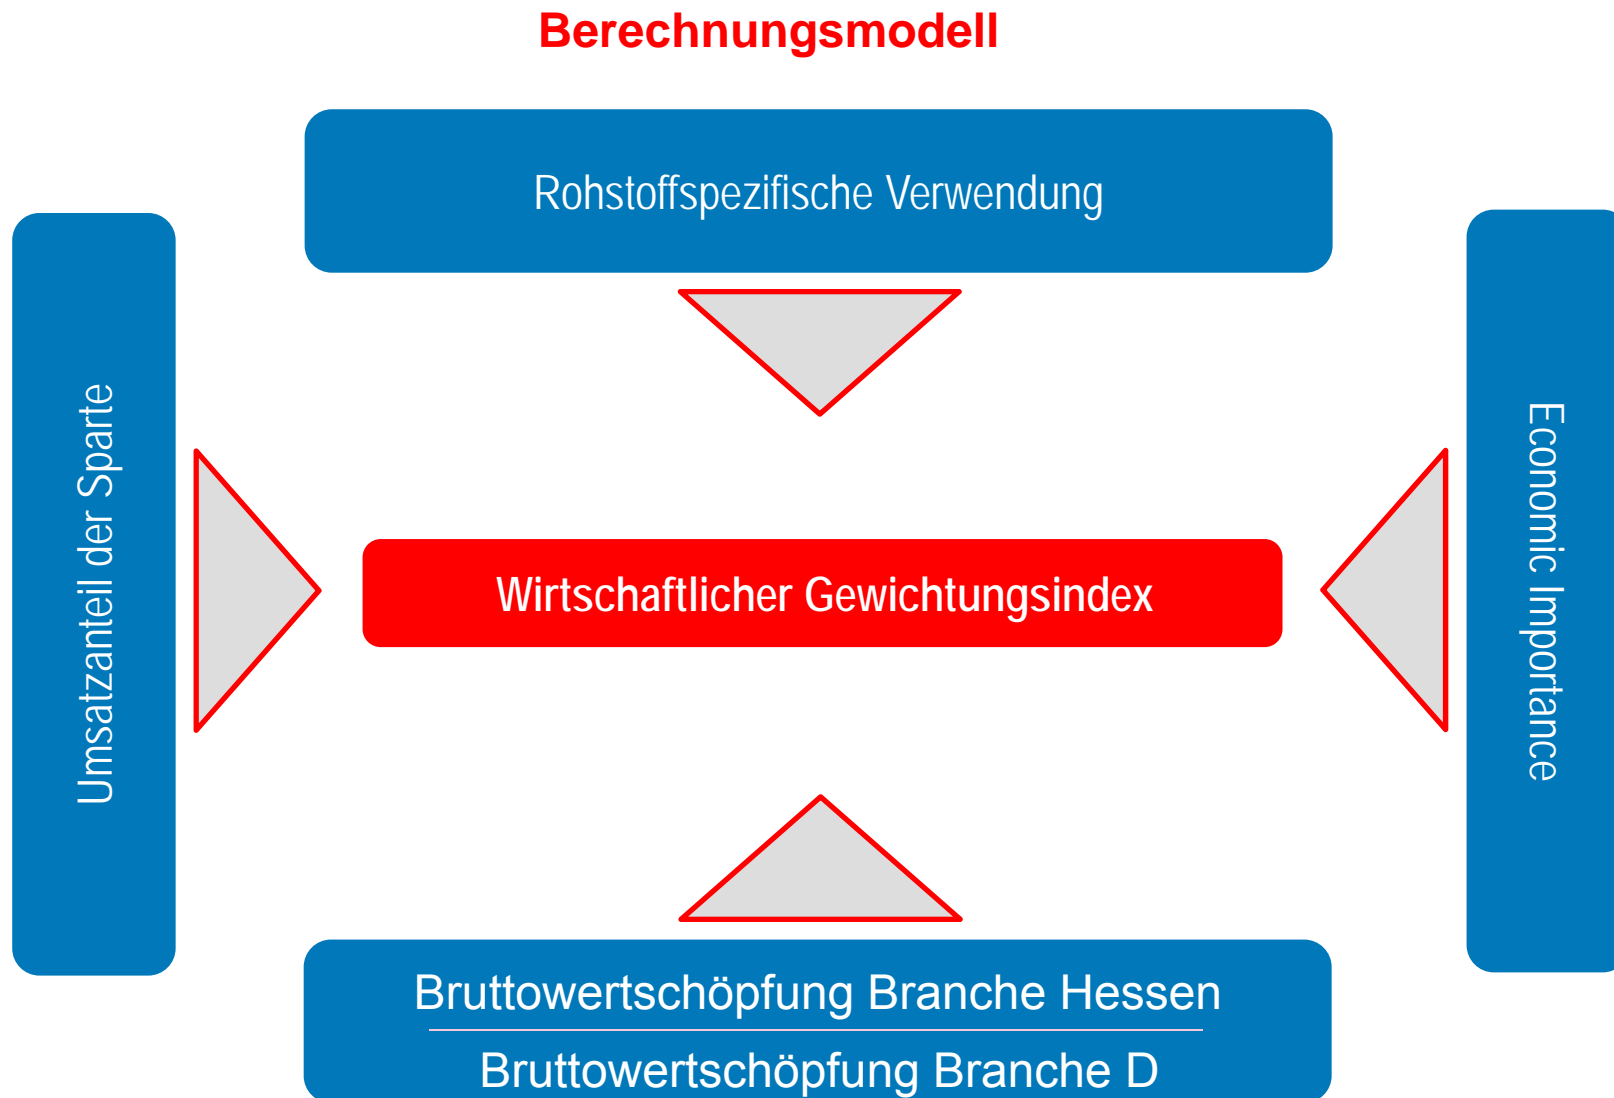 Berechnungsmodell
Rohstoffspezifische Verwendung
Umsatzanteil der Sparte
Economic Importance
Wirtschaftlicher Gewichtungsindex
Bruttowertschöpfung Branche Hessen
Bruttowertschöpfung Branche D